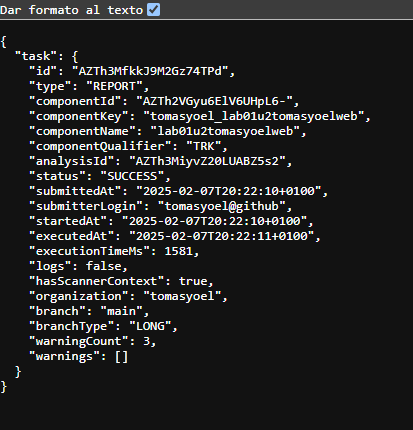 Dar formato al texto
{
  "task": {
    "id": "AZTh3MfkkJ9M2Gz74TPd",
    "type": "REPORT",
    "componentId": "AZTh2VGyu6ElV6UHpL6-",
    "componentKey": "tomasyoel_lab01u2tomasyoelweb",
    "componentName": "lab01u2tomasyoelweb",
    "componentQualifier": "TRK",
    "analysisId": "AZTh3MiyvZ20LUABZ5s2",
    "status": "SUCCESS",
    "submittedAt": "2025-02-07T20:22:10+0100",
    "submitterLogin": "tomasyoel@github",
    "startedAt": "2025-02-07T20:22:10+0100",
    "executedAt": "2025-02-07T20:22:11+0100",
    "executionTimeMs": 1581,
    "logs": false,
    "hasScannerContext": true,
    "organization": "tomasyoel",
    "branch": "main",
    "branchType": "LONG",
    "warningCount": 3,
    "warnings": []
  }
}